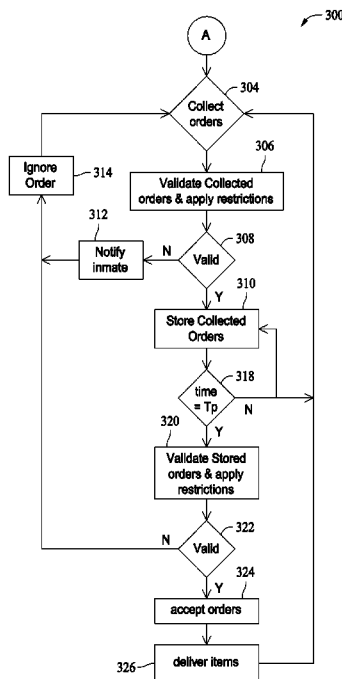 300
A
304
Collect
orders
306
Validate Collected
orders & apply restrictions
Ignore
Order
314
312
Notify
inmate
N
308
Valid
Y
310
Store Collected
Orders
318
time
= Tp
N
Y
320
Validate Stored
orders & apply
restrictions
322
N
Valid
Y
324
accept orders
326
deliver items